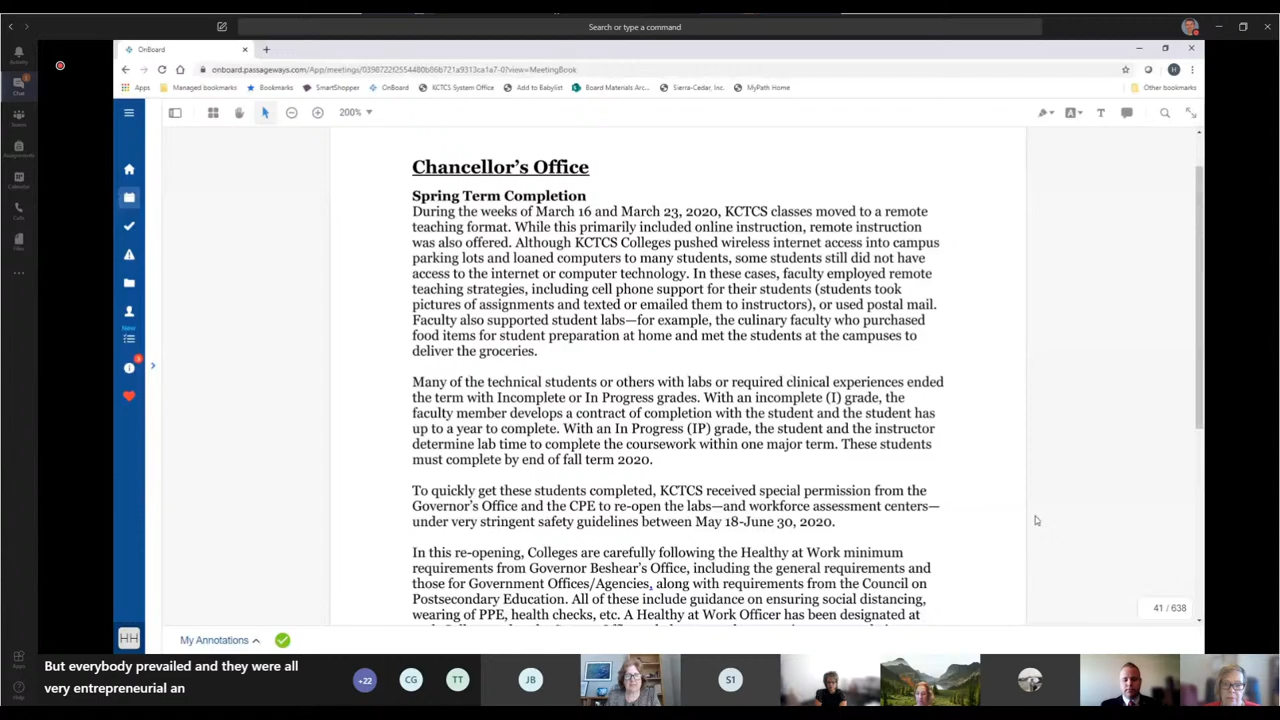 Search or type a command
OnBoard
onboard.passageways.com/App/meetings/0398722f2554480b86b721a9313ca1a7-0?view=MeetingBook
Apps
Managed bookmarks
Bookmarks
SmartShopper
OnBoard
KCTCS System Office
Add to Babylist
Board Materials Arc...
Sierra-Cedar, Inc.
MyPath Home
Other bookmarks
200%
Activity
Chat
Teams
Assignments
Calendar
Calls
Files
New
Chancellor's Office
Spring Term Completion
During the weeks of March 16 and March 23, 2020, KCTCS classes moved to a remote
teaching format. While this primarily included online instruction, remote instruction
was also offered. Although KCTCS Colleges pushed wireless internet access into campus
parking lots and loaned computers to many students, some students still did not have
access to the internet or computer technology. In these cases, faculty employed remote
teaching strategies, including cell phone support for their students (students took
pictures of assignments and texted or emailed them to instructors), or used postal mail.
Faculty also supported student labs—for example, the culinary faculty who purchased
food items for student preparation at home and met the students at the campuses to
deliver the groceries.
Many of the technical students or others with labs or required clinical experiences ended
the term with Incomplete or In Progress grades. With an incomplete (I) grade, the
faculty member develops a contract of completion with the student and the student has
up to a year to complete. With an In Progress (IP) grade, the student and the instructor
determine lab time to complete the coursework within one major term. These students
must complete by end of fall term 2020.
To quickly get these students completed, KCTCS received special permission from the
Governor's Office and the CPE to re-open the labs—and workforce assessment centers—
under very stringent safety guidelines between May 18-June 30, 2020.
In this re-opening, Colleges are carefully following the Healthy at Work minimum
requirements from Governor Beshear's Office, including the general requirements and
those for Government Offices/Agencies, along with requirements from the Council on
Postsecondary Education. All of these include guidance on ensuring social distancing,
wearing of PPE, health checks, etc. A Healthy at Work Officer has been designated at
41 / 638
HH
My Annotations
Apps
Help
But everybody prevailed and they were all
very entrepreneurial an
+22
CG
TT
JB
S1